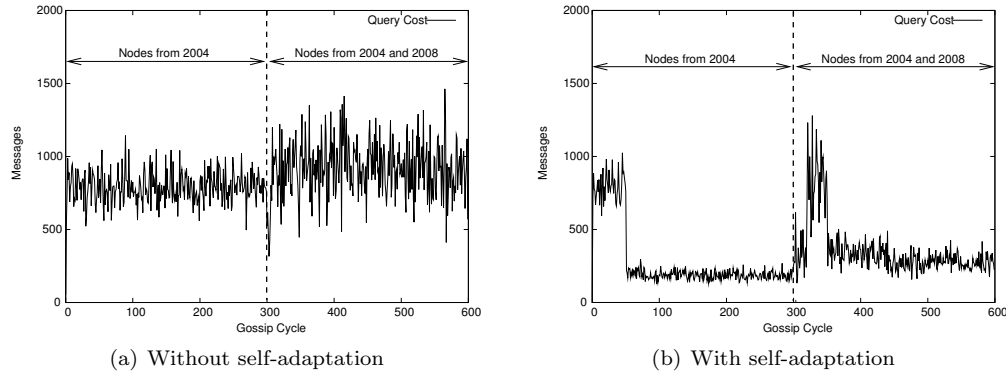 2000
Query Cost
Nodes from 2004
Nodes from 2004 and 2008
1500
1000
500
0
Messages
0 100 200 300 400 500 600
Gossip Cycle
(a) Without self-adaptation
2000
Query Cost
Nodes from 2004
Nodes from 2004 and 2008
1500
1000
500
0
Messages
0 100 200 300 400 500 600
Gossip Cycle
(b) With self-adaptation